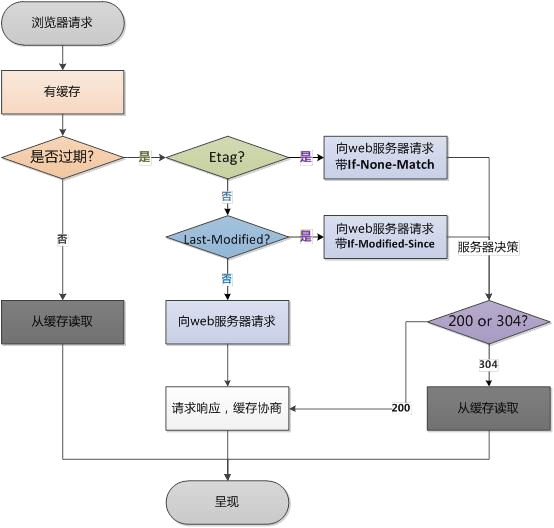 浏览器请求
有缓存
是否过期?
是
Etag?
是
向web服务器请求
带If-None-Match
否
否
Last-Modified?
是
向web服务器请求
带If-Modified-Since
服务器决策
否
从缓存读取
向web服务器请求
200 or 304?
304
请求响应，缓存协商
200
从缓存读取
呈现